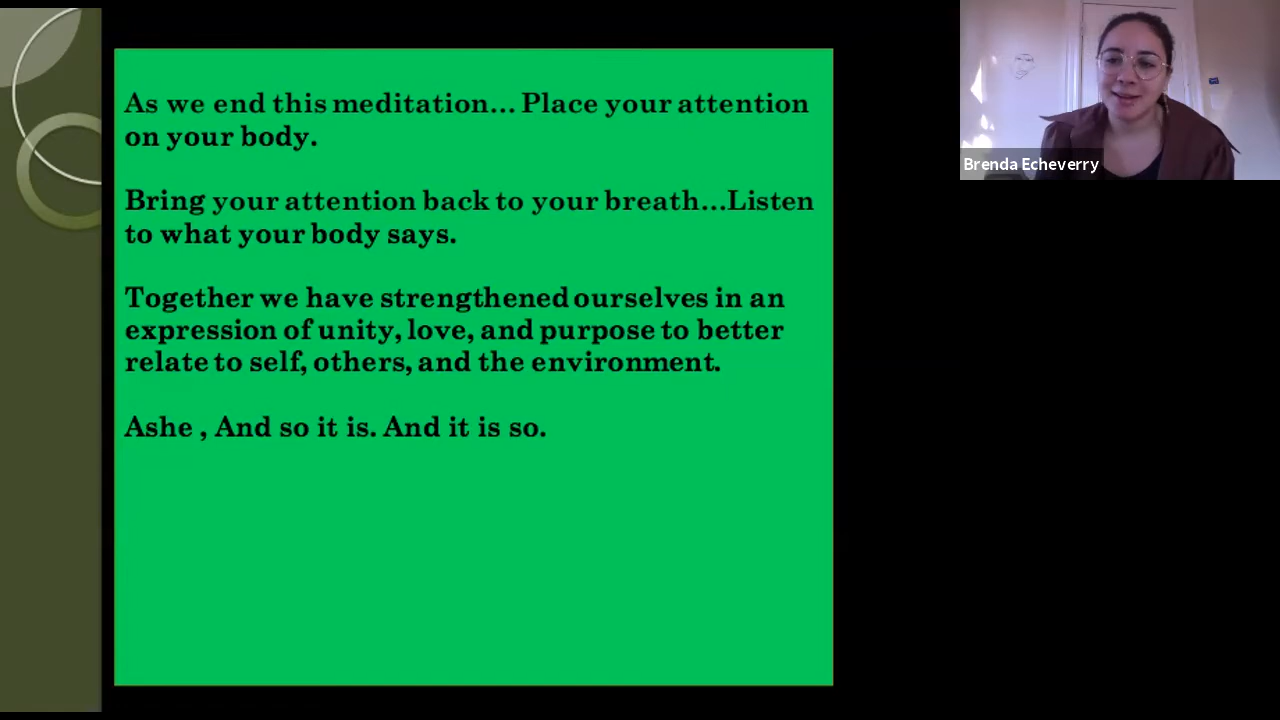 As we end this meditation... Place your attention
on your body.
Bring your attention back to your breath...Listen
to what your body says.
Together we have strengthened ourselves in an
expression of unity, love, and purpose to better
relate to self, others, and the environment.
Ashe , And so it is. And it is so.
Brenda Echeverry